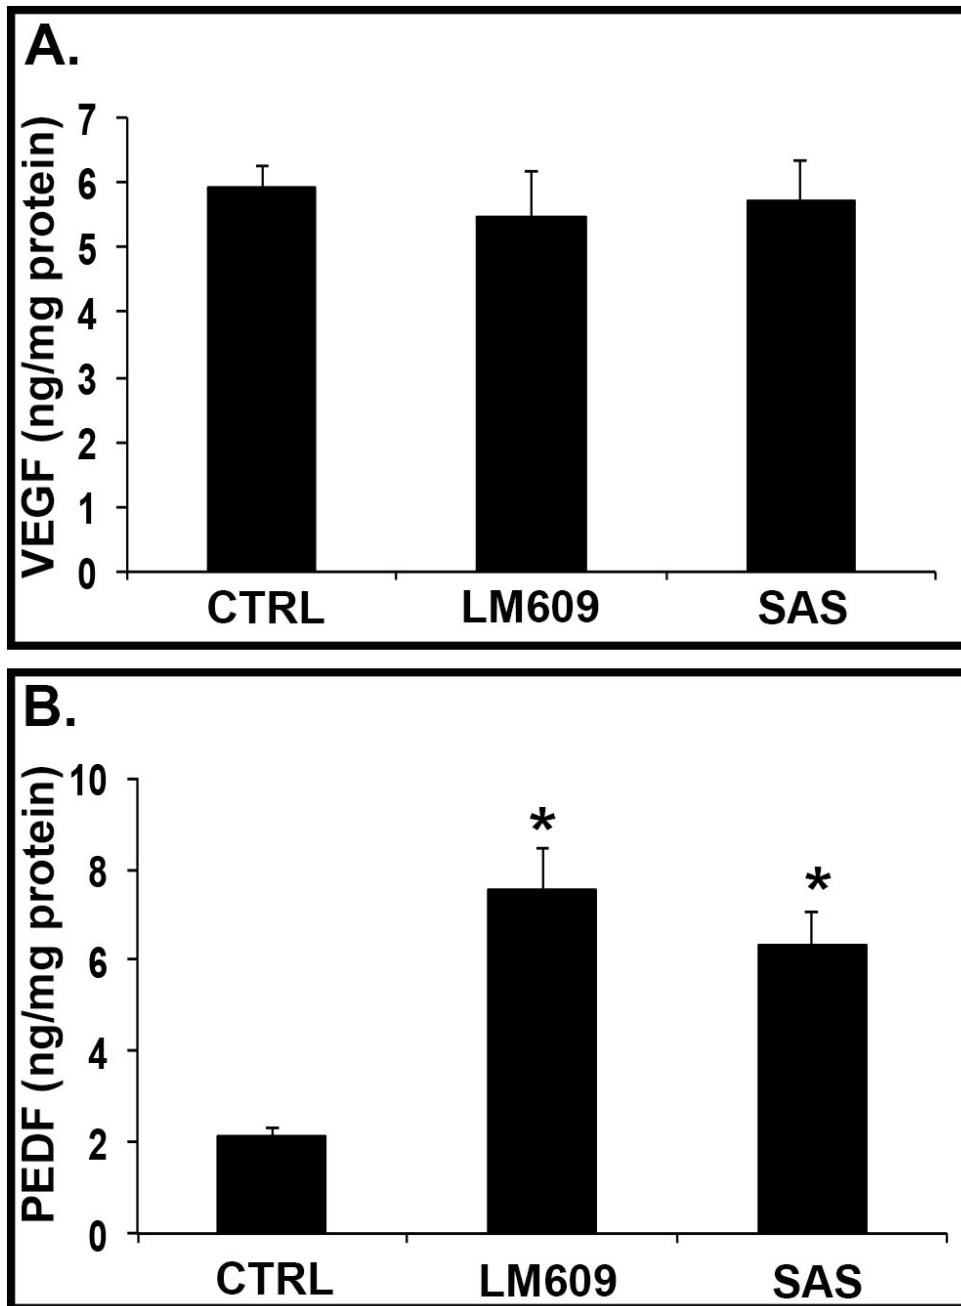 A.
VEGF (ng/mg protein)
7
6
5
4
3
2
1
0
CTRL LM609 SAS
B.
PEDF (ng/mg protein)
10
8
6
4
2
0
*
*
CTRL LM609 SAS